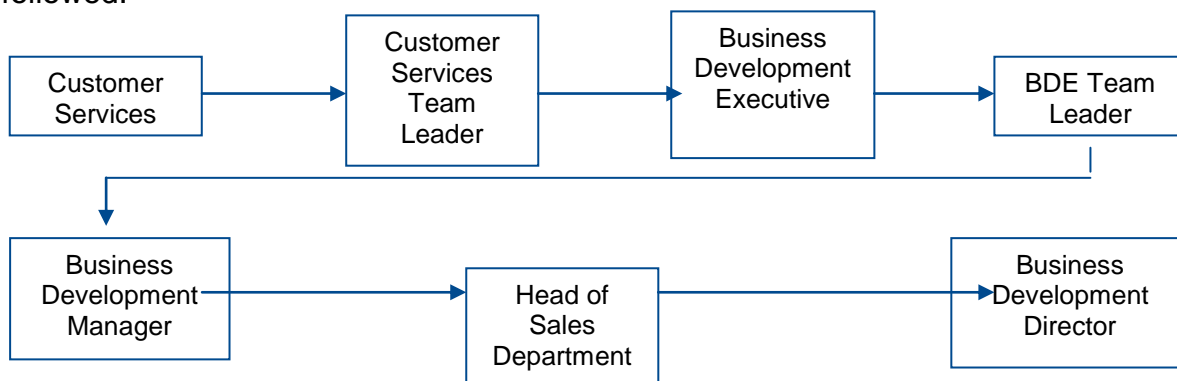 followed:
Customer
Services
Customer
Services
Team
Leader
Business
Development
Executive
BDE Team
Leader
Business
Development
Manager
Head of
Sales
Department
Business
Development
Director